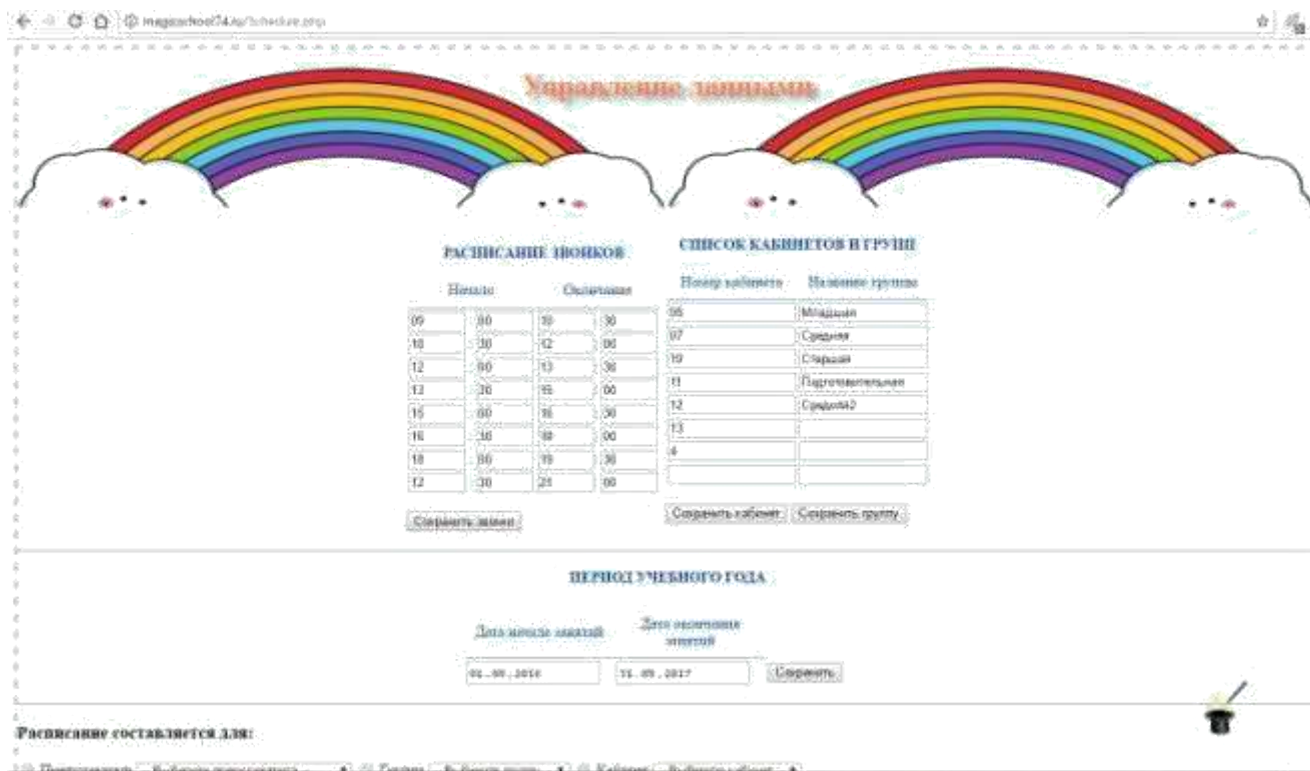 Управление данными
РАСПИСАНИЕ ЗВОНКОВ
Начало Окончание
09 00 10 30
10 30 12 00
12 00 13 30
13 30 15 00
15 00 16 30
16 30 18 00
18 00 19 30
12 30 21 00
Сохранить звонки
СПИСОК КАБИНЕТОВ И ГРУПП
Номер кабинета Название группы
Младшая
07 Средняя
10 Старшая
11 Подготовительная
12 Средняя2
13
Сохранить кабинет Сохранить группу
ПЕРИОД УЧЕБНОГО ГОДА
Дата начала занятий Дата окончания
занятий
Сохранить
Расписание составляется для:
Группа Кабинет